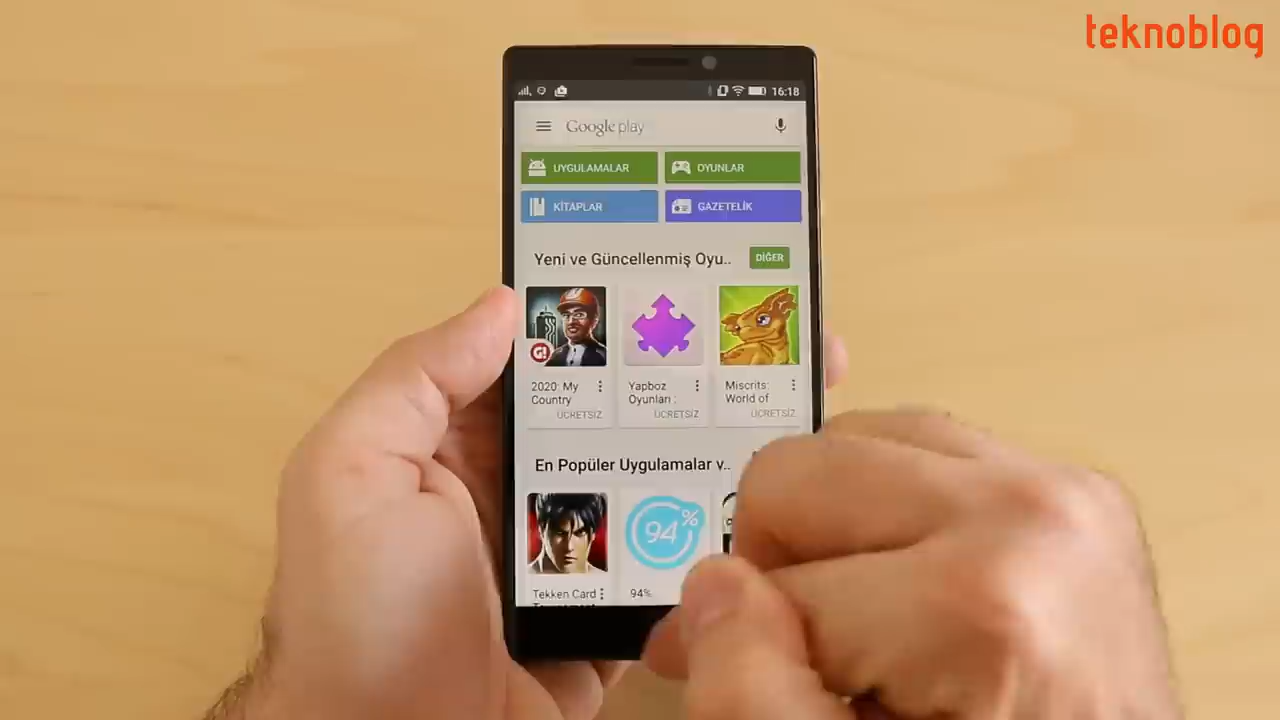 teknoblog
16:18
Google play
UYGULAMALAR
OYUNLAR
KİTAPLAR
GAZETELİK
Yeni ve Güncellenmiş Oyu..
DİĞER
2020: My
Country
ÜCRETSİZ
Yapboz
Oyunları :
ÜCRETSİZ
Miscrits:
World of
ÜCRETSİZ
En Popüler Uygulamalar v..
94%
Tekken Card
Tournament
94%